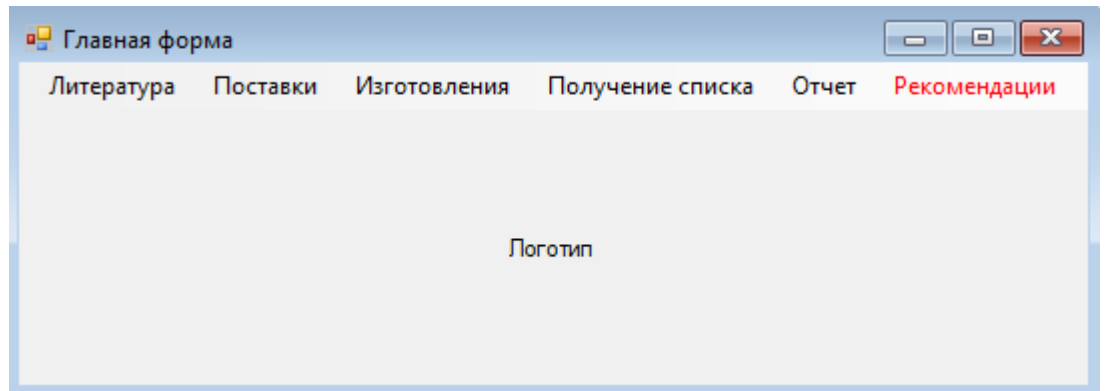 Главная форма
Литература Поставки Изготовления Получение списка Отчет Рекомендации
Логотип